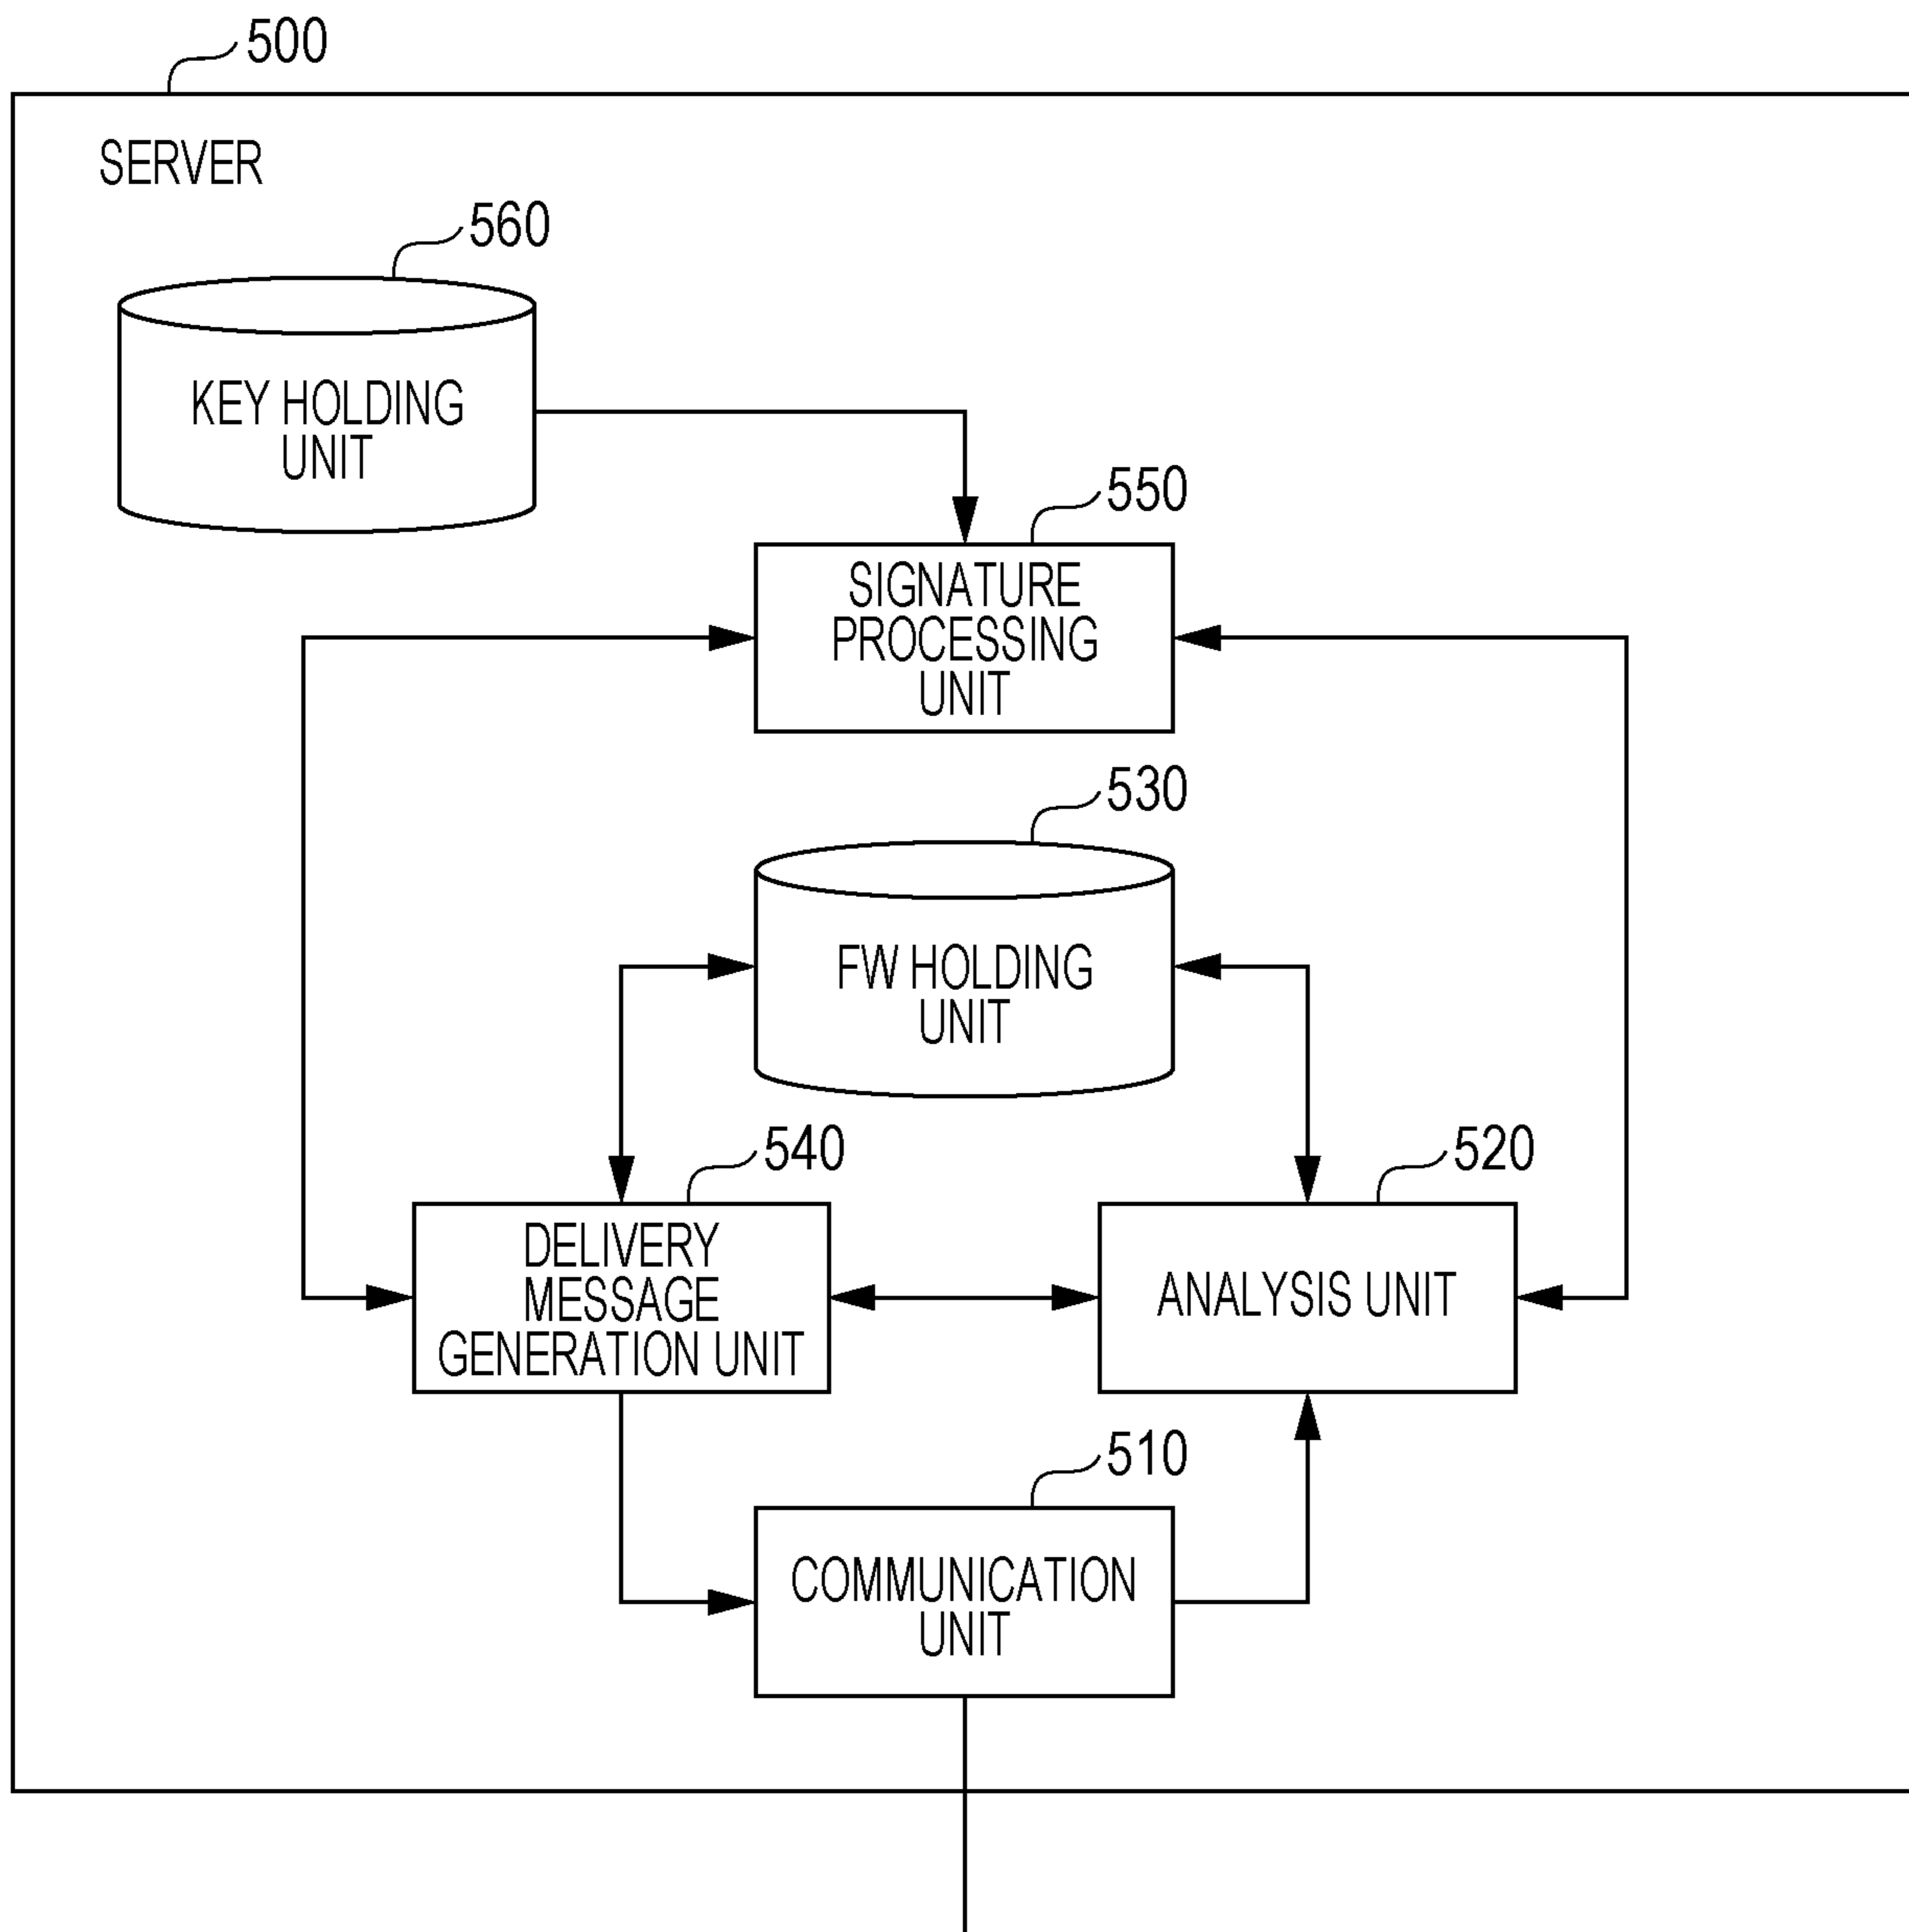 500
SERVER
560
KEY HOLDING
UNIT
550
SIGNATURE
PROCESSING
UNIT
530
FW HOLDING
UNIT
540
DELIVERY
MESSAGE
GENERATION UNIT
520
ANALYSIS UNIT
510
COMMUNICATION
UNIT